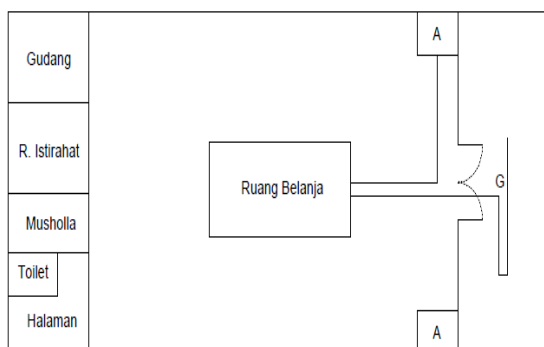 Gudang
A
R. Istirahat
Ruang Belanja
G
Musholla
Toilet
Halaman
A